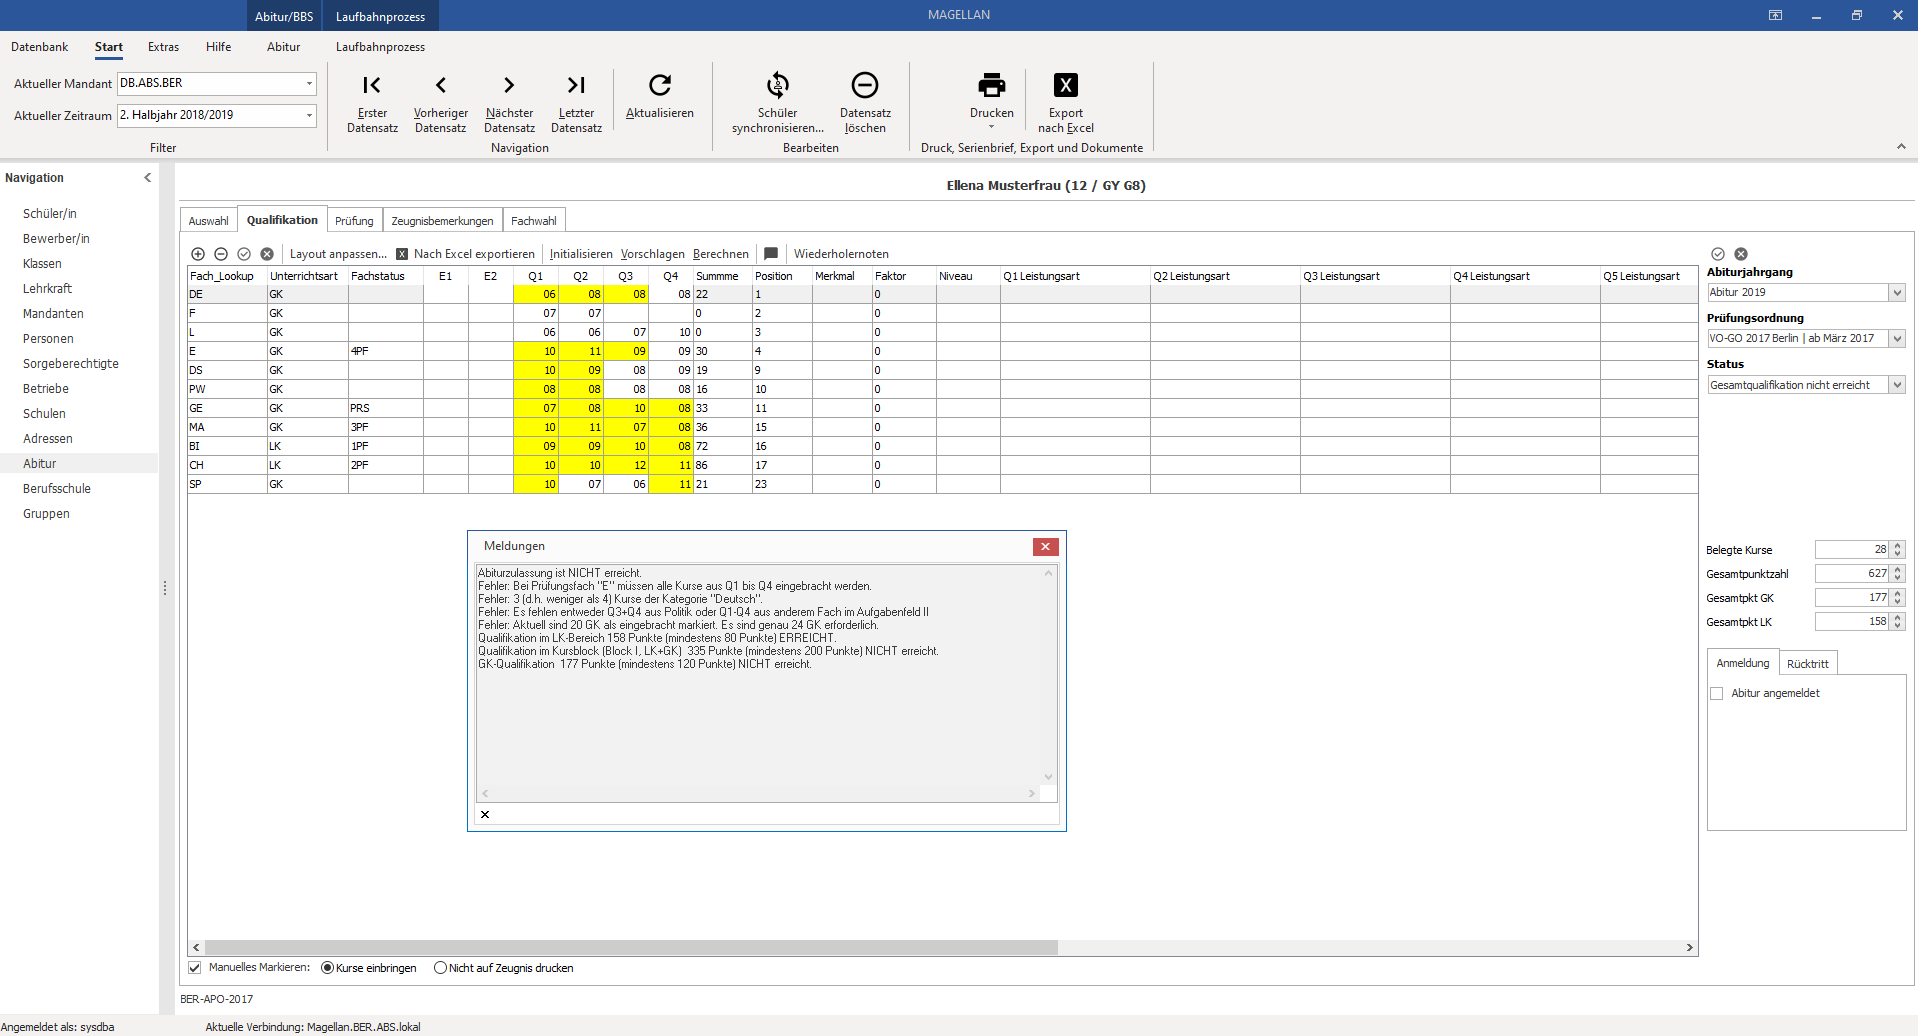 Abitur/BBS Laufbahnprozess MAGELLAN
Datenbank Start Extras Hilfe Abitur Laufbahnprozess
Aktueller Mandant DB.ABS.BER
Aktueller Zeitraum 2. Halbjahr 2018/2019
Filter
Erster Datensatz
Vorheriger Datensatz
Nächster Datensatz
Letzter Datensatz
Aktualisieren
Navigation
Schüler synchronisieren...
Datensatz löschen
Bearbeiten
Drucken
Export nach Excel
Druck, Serienbrief, Export und Dokumente
Navigation
Schüler/in
Bewerber/in
Klassen
Lehrkraft
Mandanten
Personen
Sorgeberechtigte
Betriebe
Schulen
Adressen
Abitur
Berufsschule
Gruppen
Ellena Musterfrau (12 / GY G8)
Auswahl Qualifikation Prüfung Zeugnisbemerkungen Fachwahl
Layout anpassen... X Nach Excel exportieren Initialisieren Vorschlagen Berechnen Wiederholernoten
Fach_Lookup Unterrichtsart Fachstatus E1 E2 Q1 Q2 Q3 Q4 Summme Position Merkmal Faktor Niveau Q1 Leistungsart Q2 Leistungsart Q3 Leistungsart Q4 Leistungsart Q5 Leistungsart
DE GK 06 08 08 08 22 1 0
F GK 07 07 0 2 0
L GK 06 06 07 10 0 3 0
E GK 4PF 10 11 09 09 30 4 0
DS GK 10 09 08 09 19 9 0
PW GK 08 08 08 08 16 10 0
GE GK PRS 07 08 10 08 33 11 0
MA GK 3PF 10 11 07 08 36 15 0
BI LK 1PF 09 09 10 08 72 16 0
CH LK 2PF 10 10 12 11 86 17 0
SP GK 10 07 06 11 21 23 0
Meldungen
Abiturzulassung ist NICHT erreicht.
Fehler: Bei Prüfungsfach "E" müssen alle Kurse aus Q1 bis Q4 eingebracht werden.
Fehler: 3 (d.h. weniger als 4) Kurse der Kategorie "Deutsch".
Fehler: Es fehlen entweder Q3+Q4 aus Politik oder Q1-Q4 aus anderem Fach im Aufgabenfeld II
Fehler: Aktuell sind 20 GK als eingebracht markiert. Es sind genau 24 GK erforderlich.
Qualifikation im LK-Bereich 158 Punkte (mindestens 80 Punkte) ERREICHT.
Qualifikation im Kursblock (Block I, LK+GK) 335 Punkte (mindestens 200 Punkte) NICHT erreicht.
GK-Qualifikation 177 Punkte (mindestens 120 Punkte) NICHT erreicht.
Abiturjahrgang
Abitur 2019
Prüfungsordnung
VO-GO 2017 Berlin | ab März 2017
Status
Gesamtqualifikation nicht erreicht
Belegte Kurse 28
Gesamtpunktzahl 627
Gesamtpkt GK 177
Gesamtpkt LK 158
Anmeldung Rücktritt
Abitur angemeldet
Manuelles Markieren: Kurse einbringen Nicht auf Zeugnis drucken
BER-APO-2017
Angemeldet als: sysdba Aktuelle Verbindung: Magellan.BER.ABS.lokal